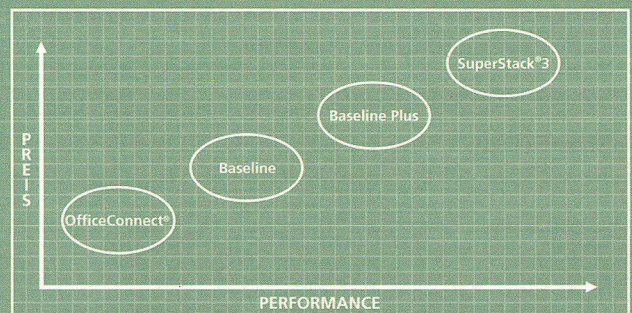 SuperStack®3
Baseline Plus
Baseline
OfficeConnect®
PREIS
PERFORMANCE